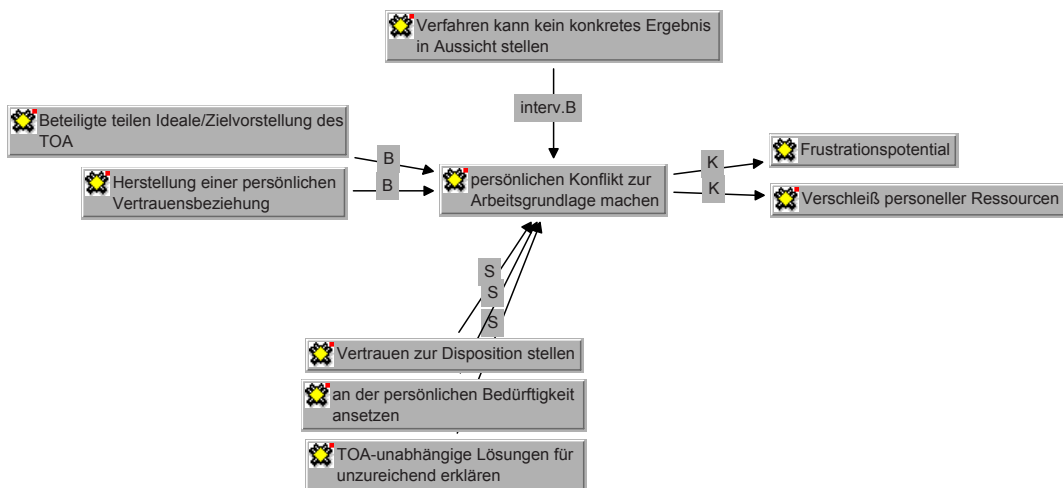 Verfahren kann kein konkretes Ergebnis
in Aussicht stellen
interv.B
Beteiligte teilen Ideale/Zielvorstellung des
TOA
B
Herstellung einer persönlichen
Vertrauensbeziehung
B
persönlichen Konflikt zur
Arbeitsgrundlage machen
K
Frustrationspotential
K
Verschleiß personeller Ressourcen
S
S
S
Vertrauen zur Disposition stellen
an der persönlichen Bedürftigkeit
ansetzen
TOA-unabhängige Lösungen für
unzureichend erklären